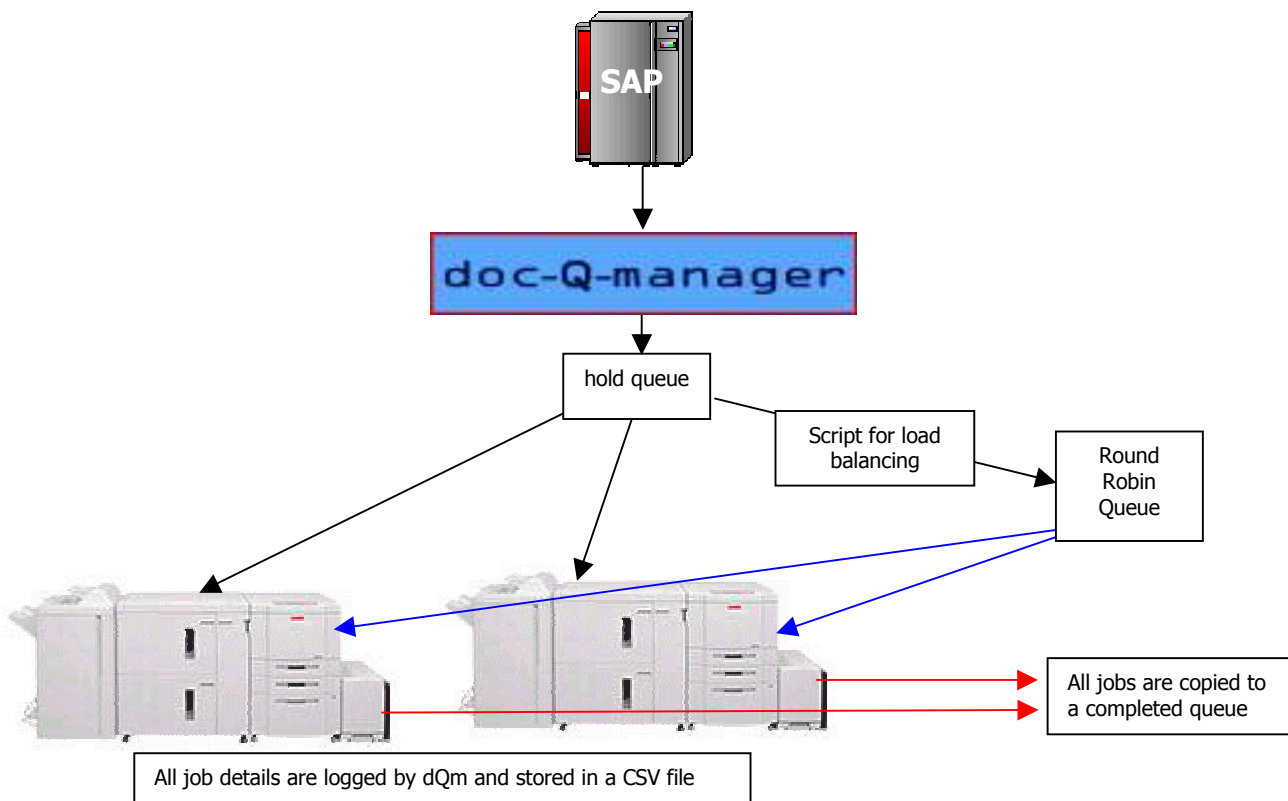 SAP
doc-Q-manager
hold queue
Script for load
balancing
Round
Robin
Queue
All jobs are copied to
a completed queue
All job details are logged by dQm and stored in a CSV file